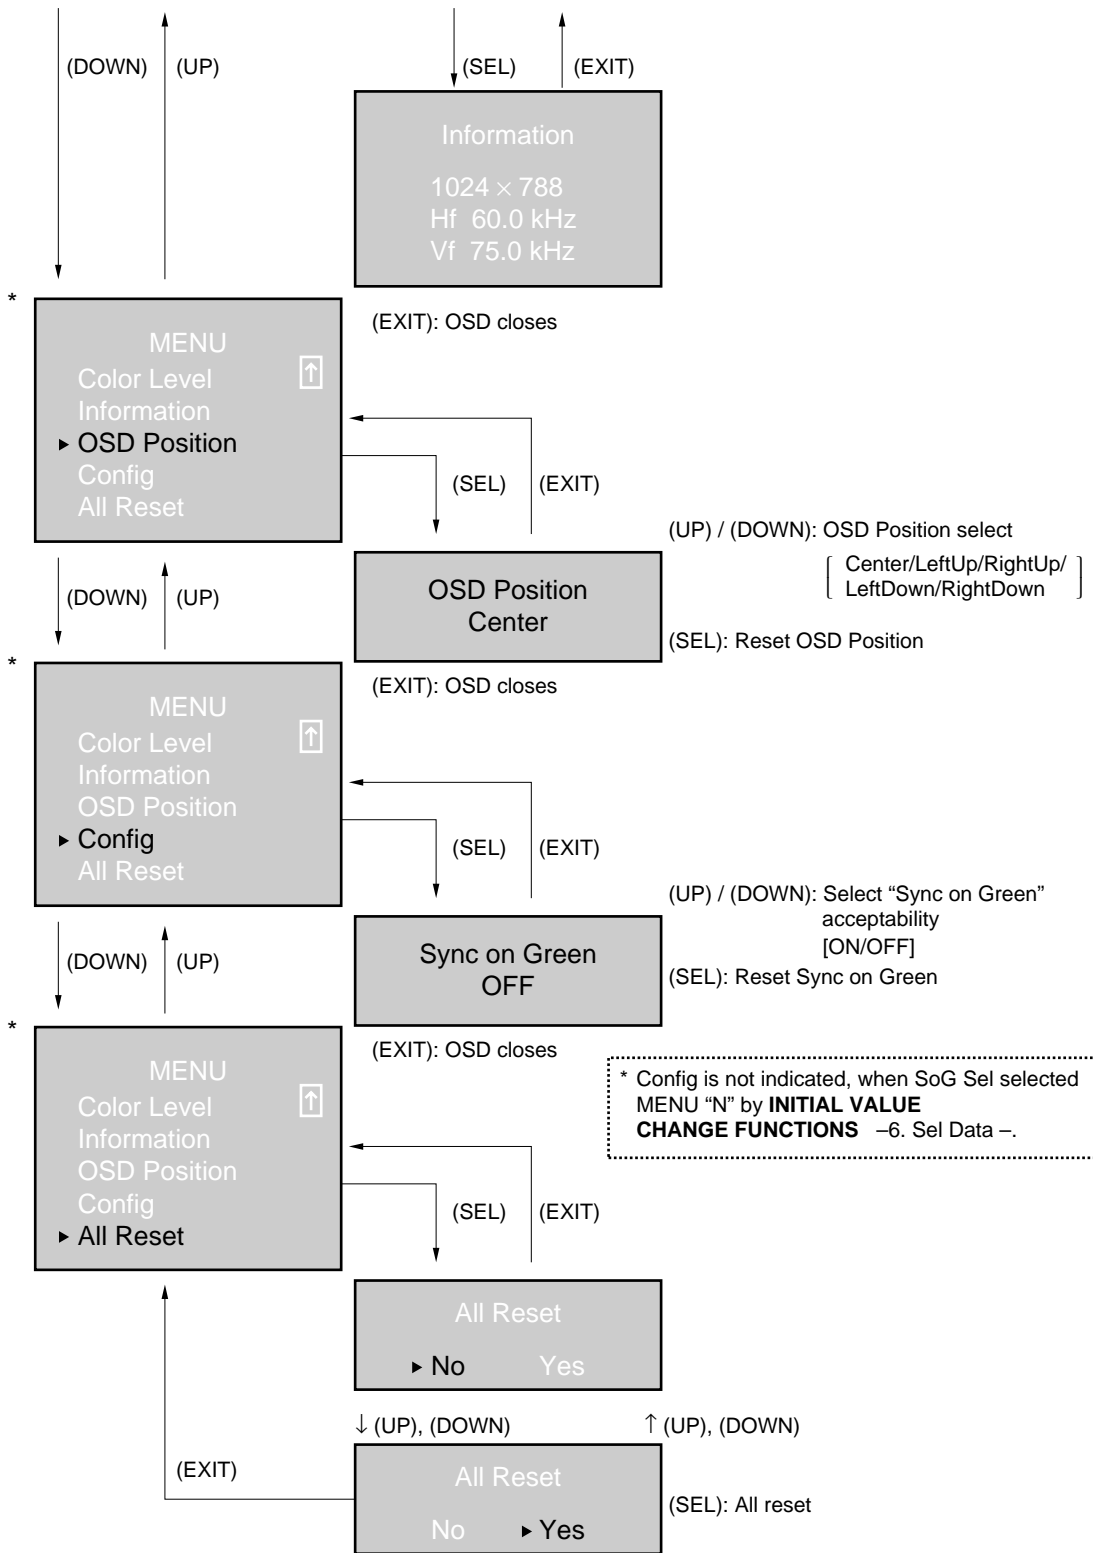 (DOWN) (UP) (SEL) (EXIT)
Information
1024 × 788
Hf 60.0 kHz
Vf 75.0 kHz
(EXIT): OSD closes
*
MENU
Color Level ↑
Information
▸ OSD Position
Config
All Reset
(SEL) (EXIT)
(UP) / (DOWN): OSD Position select
[ Center/LeftUp/RightUp/
LeftDown/RightDown ]
OSD Position
Center
(SEL): Reset OSD Position
(EXIT): OSD closes
(DOWN) (UP)
*
MENU
Color Level ↑
Information
OSD Position
▸ Config
All Reset
(SEL) (EXIT)
(UP) / (DOWN): Select “Sync on Green”
acceptability
[ON/OFF]
Sync on Green
OFF
(SEL): Reset Sync on Green
(EXIT): OSD closes
(DOWN) (UP)
*
MENU
Color Level ↑
Information
OSD Position
Config
▸ All Reset
* Config is not indicated, when SoG Sel selected
MENU “N” by INITIAL VALUE
CHANGE FUNCTIONS –6. Sel Data –.
(SEL) (EXIT)
All Reset
▸ No Yes
↓ (UP), (DOWN) ↑ (UP), (DOWN)
(EXIT)
All Reset
No ▸ Yes
(SEL): All reset